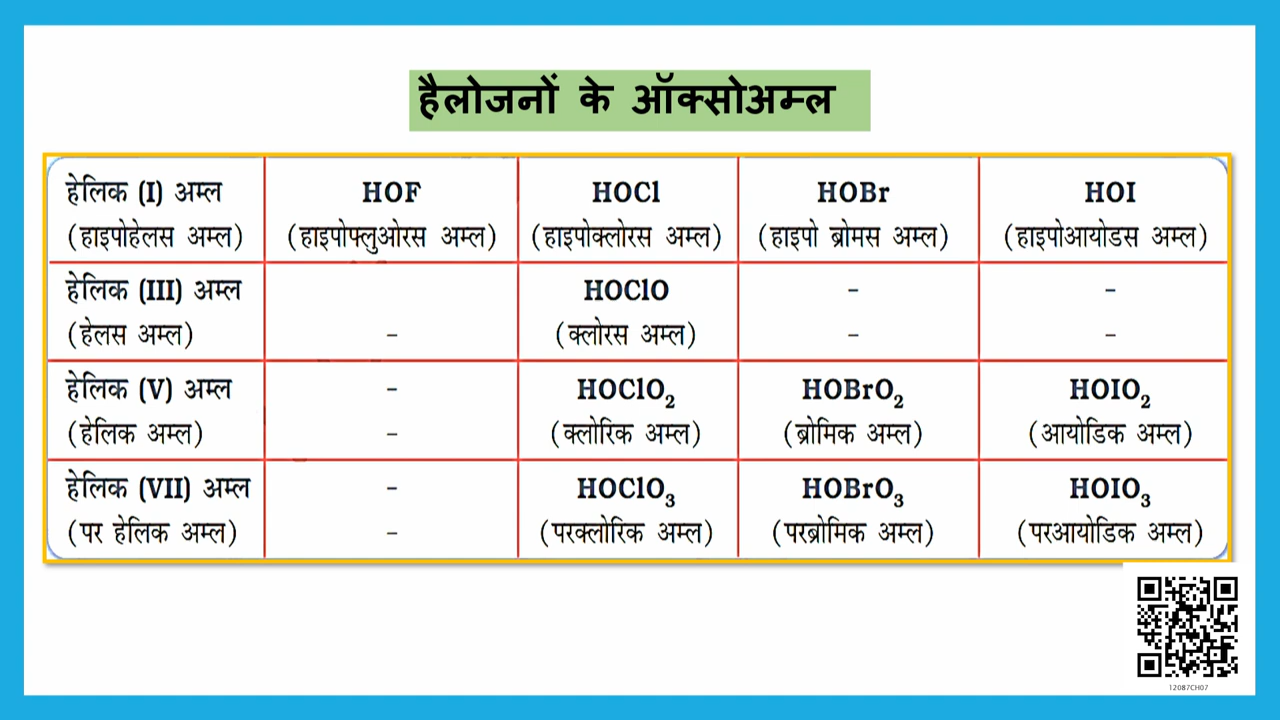 हैलोजनों के ऑक्सोअम्ल
हेलिक (I) अम्ल HOF HOCl HOBr HOI
(हाइपोहेलस अम्ल) (हाइपोफ्लुओरस अम्ल) (हाइपोक्लोरस अम्ल) (हाइपो ब्रोमस अम्ल) (हाइपोआयोडस अम्ल)
हेलिक (III) अम्ल HOClO – –
(हेलस अम्ल) – (क्लोरस अम्ल) – –
हेलिक (V) अम्ल – HOClO₂ HOBrO₂ HOIO₂
(हेलिक अम्ल) – (क्लोरिक अम्ल) (ब्रोमिक अम्ल) (आयोडिक अम्ल)
हेलिक (VII) अम्ल – HOClO₃ HOBrO₃ HOIO₃
(पर हेलिक अम्ल) – (परक्लोरिक अम्ल) (परब्रोमिक अम्ल) (परआयोडिक अम्ल)
12087CH07